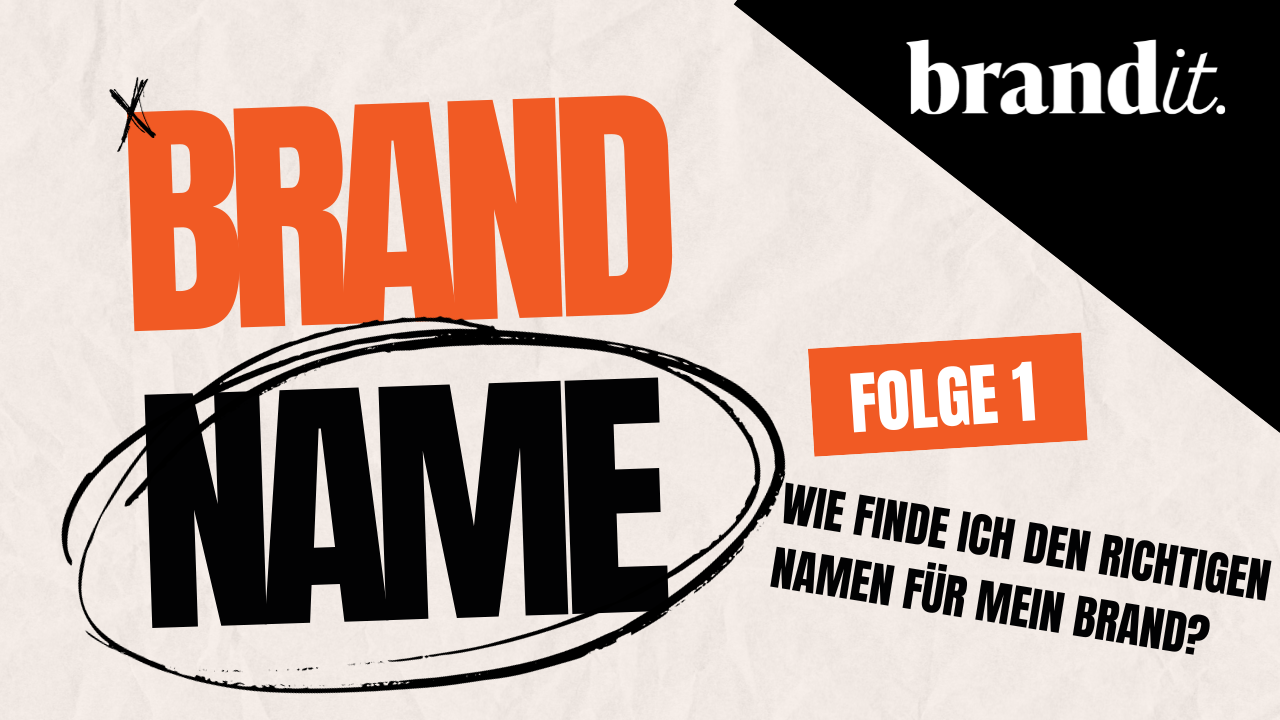 brandit.
BRAND
NAME
FOLGE 1
WIE FINDE ICH DEN RICHTIGEN
NAMEN FÜR MEIN BRAND?